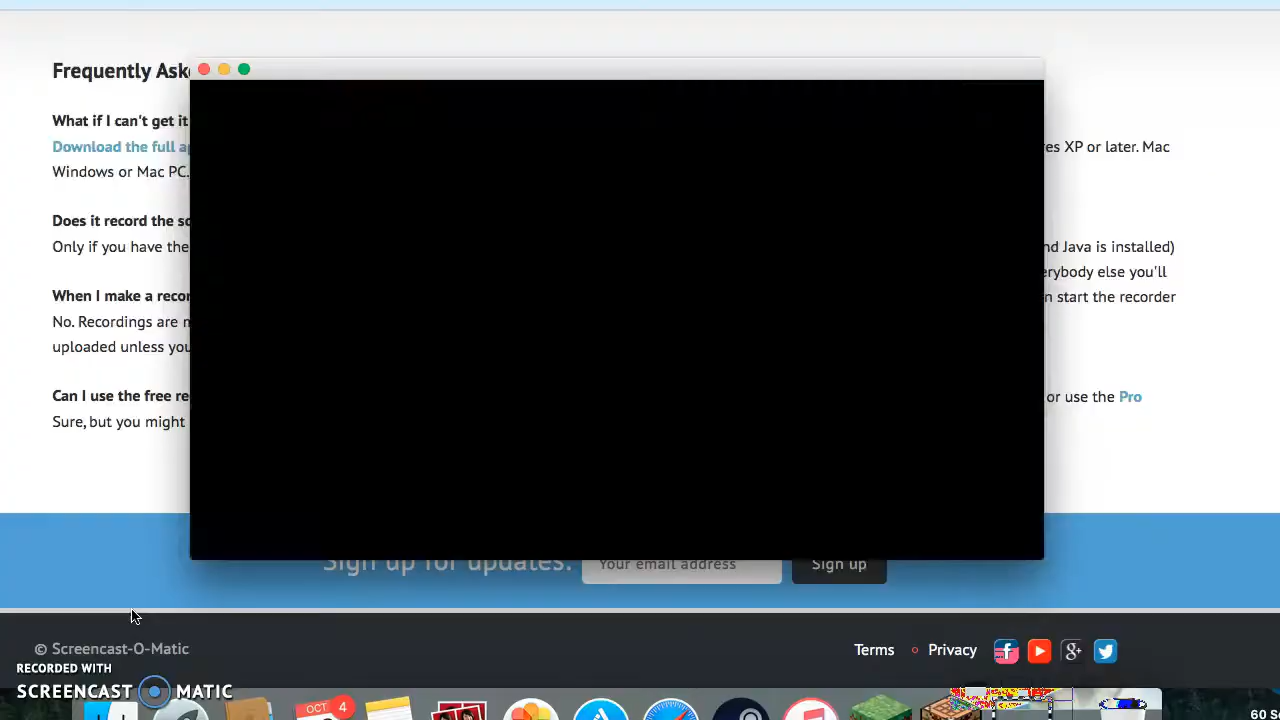 Frequently Ask
What if I can't get it
Download the full a es XP or later. Mac
Windows or Mac PC.
Does it record the so
Only if you have the nd Java is installed)
erybody else you'll
When I make a recor n start the recorder
No. Recordings are n
uploaded unless you
Can I use the free re or use the Pro
Sure, but you might
Sign up for updates: Your email address Sign up
© Screencast-O-Matic
Terms Privacy
RECORDED WITH
SCREENCAST MATIC
OCT 4
4
60 S